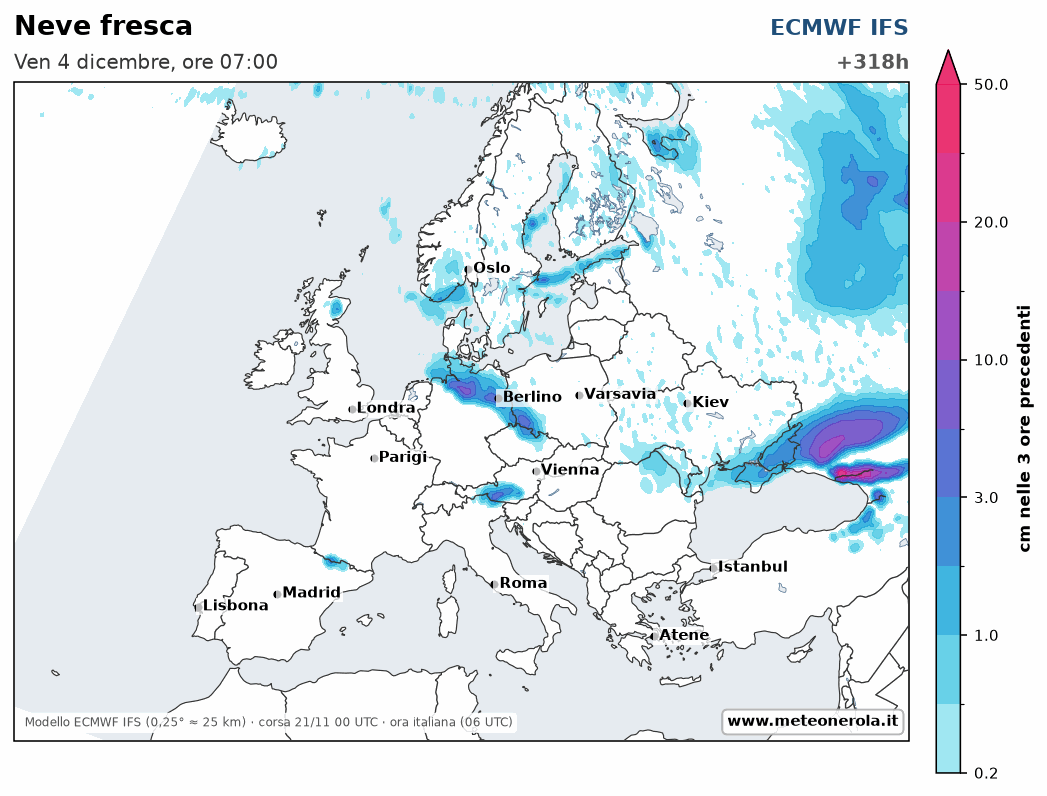 Neve fresca
ECMWF IFS
Ven 4 dicembre, ore 07:00
+318h
50.0
20.0
10.0
3.0
1.0
0.2
cm nelle 3 ore precedenti
Oslo
Berlino
Varsavia
Kiev
Londra
Parigi
Vienna
Istanbul
Roma
Madrid
Lisbona
Atene
Modello ECMWF IFS (0,25° ≈ 25 km) · corsa 21/11 00 UTC · ora italiana (06 UTC)
www.meteonerola.it